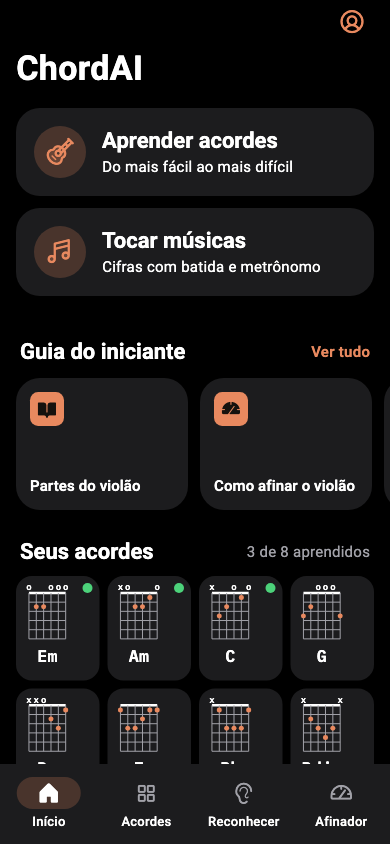 ChordAI
Aprender acordes
Do mais fácil ao mais difícil
Tocar músicas
Cifras com batida e metrônomo
Guia do iniciante
Ver tudo
Partes do violão
Como afinar o violão
Seus acordes
3 de 8 aprendidos
Em
Am
C
G
Início
Acordes
Reconhecer
Afinador